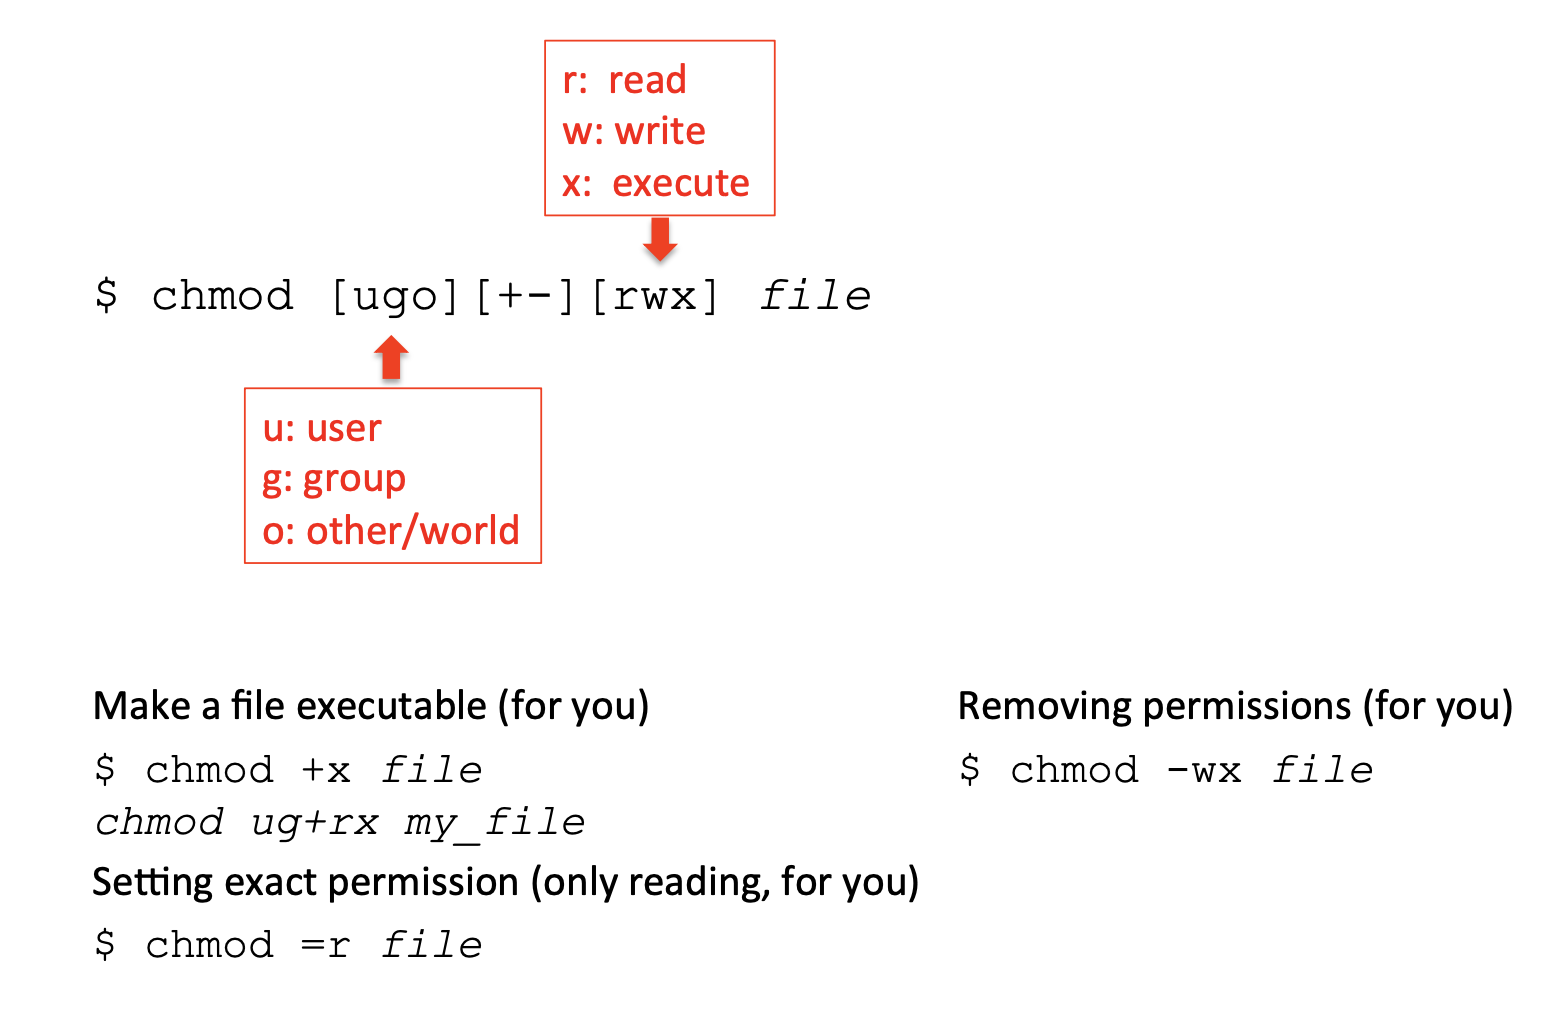 r: read
w: write
x: execute
$ chmod [ugo][+-][rwx] file
u: user
g: group
o: other/world
Make a file executable (for you)
$ chmod +x file
chmod ug+rx my_file
Setting exact permission (only reading, for you)
$ chmod =r file
Removing permissions (for you)
$ chmod -wx file